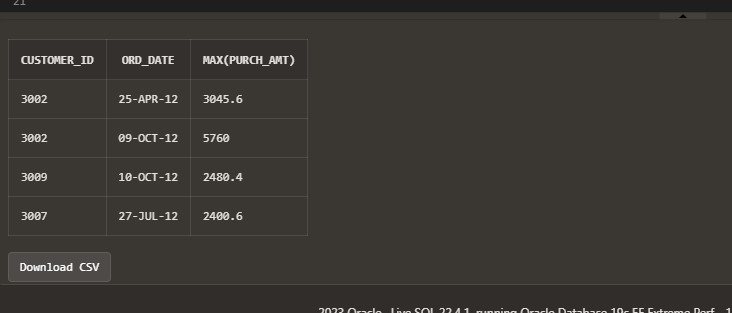 21
CUSTOMER_ID ORD_DATE MAX(PURCH_AMT)
3002 25-APR-12 3045.6
3002 09-OCT-12 5760
3009 10-OCT-12 2480.4
3007 27-JUL-12 2400.6
Download CSV
2023 Oracle Live SQL 22.4.1, running Oracle Database 19c EE Extreme Perf